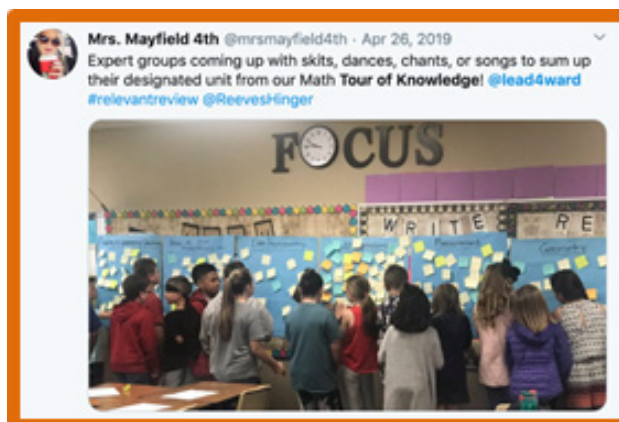 Mrs. Mayfield 4th @mrsmayfield4th · Apr 26, 2019
Expert groups coming up with skits, dances, chants, or songs to sum up
their designated unit from our Math Tour of Knowledge! @lead4ward
#relevantreview @ReevesHinger
FOCUS
WRITE RE
Geometry